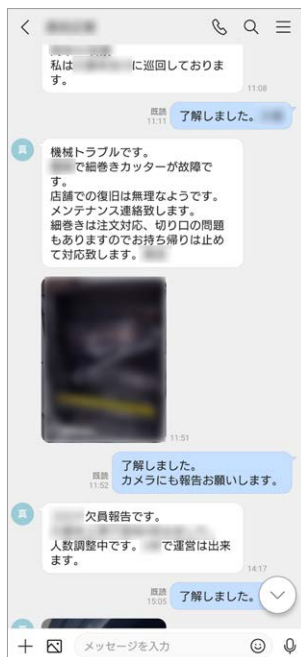 私は に巡回しております。
11:08
既読
11:11
了解しました。
真
機械トラブルです。
で細巻きカッターが故障で
す。
店舗での復旧は無理なようです。
メンテナンス連絡致します。
細巻きは注文対応、切り口の問題
もありますのでお持ち帰りは止め
て対応致します。
11:51
既読
11:52
了解しました。
カメラにも報告お願いします。
真
欠員報告です。
人数調整中です。 で運営は出来
ます。
14:17
既読
15:05
了解しました。
真
メッセージを入力